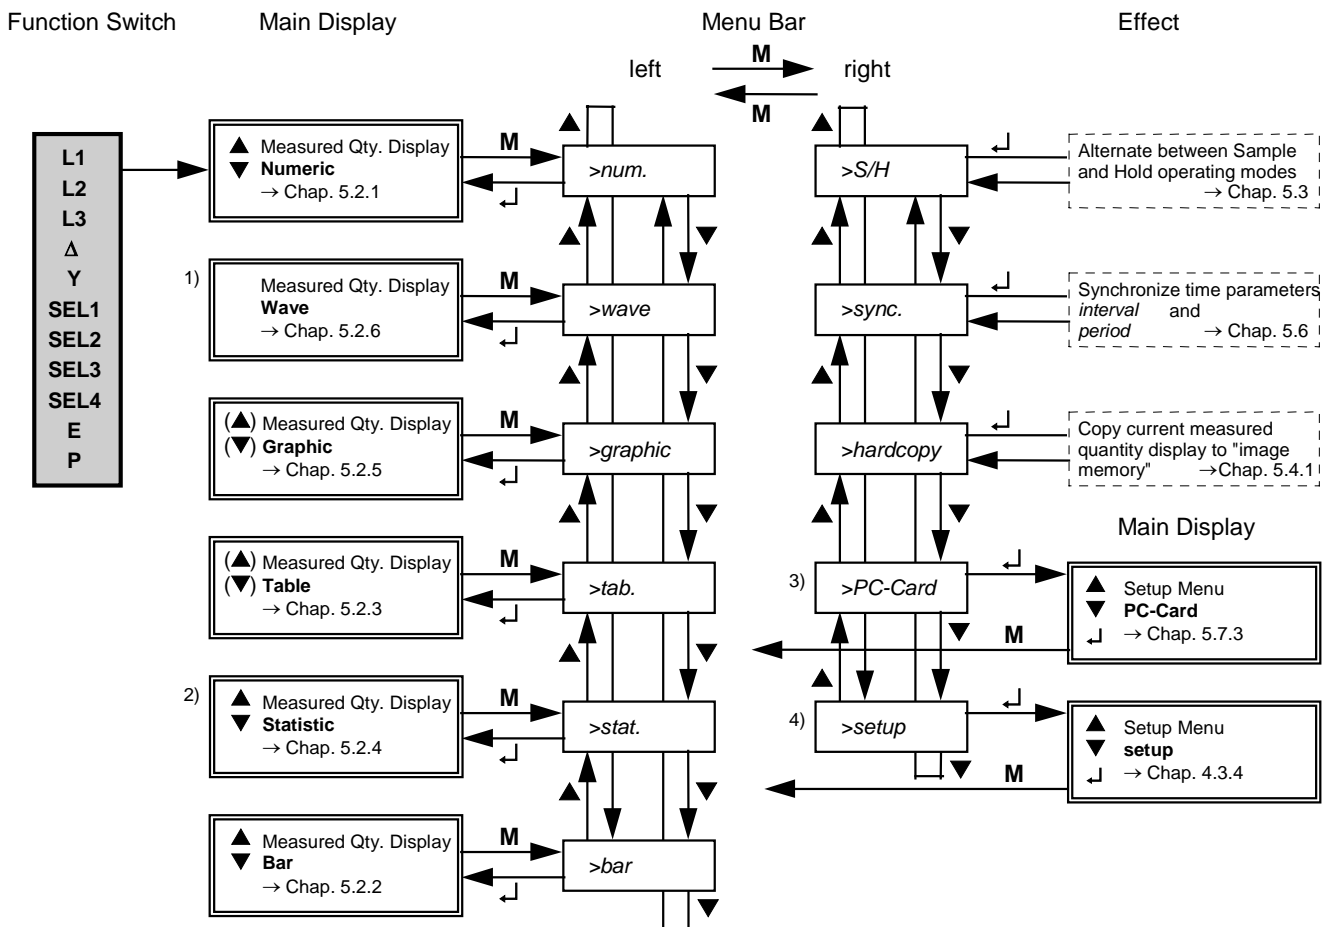 Function Switch
Main Display
Menu Bar
Effect
left
M
right
M
L1
L2
L3
Δ
Y
SEL1
SEL2
SEL3
SEL4
E
P
▲ Measured Qty. Display
▼ Numeric
→ Chap. 5.2.1
M
↵
1)
Measured Qty. Display
Wave
→ Chap. 5.2.6
M
↵
(▲) Measured Qty. Display
(▼) Graphic
→ Chap. 5.2.5
M
↵
(▲) Measured Qty. Display
(▼) Table
→ Chap. 5.2.3
M
↵
2)
▲ Measured Qty. Display
▼ Statistic
→ Chap. 5.2.4
M
↵
▲ Measured Qty. Display
▼ Bar
→ Chap. 5.2.2
M
↵
>num.
>wave
>graphic
>tab.
>stat.
>bar
>S/H
>sync.
>hardcopy
3)
>PC-Card
4)
>setup
↵
Alternate between Sample
and Hold operating modes
→ Chap. 5.3
↵
Synchronize time parameters
interval and
period → Chap. 5.6
↵
Copy current measured
quantity display to "image
memory" →Chap. 5.4.1
Main Display
↵
▲ Setup Menu
▼ PC-Card
↵ → Chap. 5.7.3
M
↵
▲ Setup Menu
▼ setup
↵ → Chap. 4.3.4
M